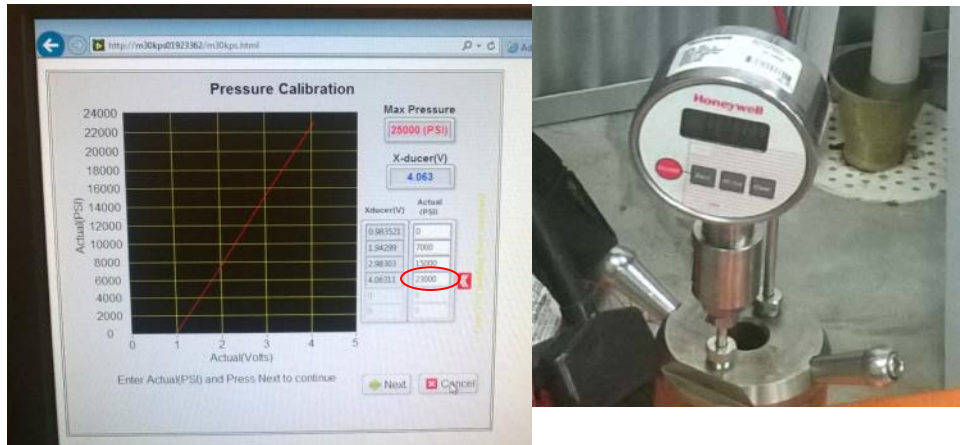 http://m30kps01923362/m30kps.html
Pressure Calibration
Max Pressure
25000 (PSI)
X-ducer(V)
4.063
Xducer(V)
Actual
(PSI)
0.983521
0
1.94299
7000
2.98303
15000
4.06311
23000
0
0
0
0
24000
22000
20000
18000
16000
14000
12000
10000
8000
6000
4000
2000
0
Actual(PSI)
0
1
2
3
4
5
Actual(Volts)
Enter Actual(PSI) and Press Next to continue
Next
Cancel
Honeywell